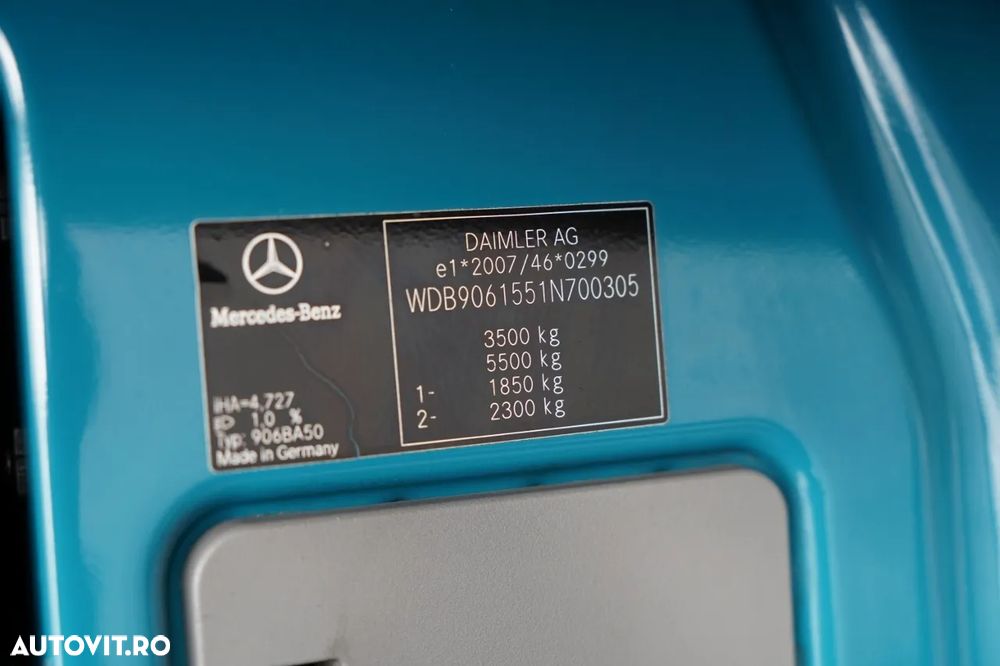 Mercedes-Benz
iHA=4,727
1,0 %
Typ: 906BA50
Made in Germany
DAIMLER AG
e1*2007/46*0299
WDB9061551N700305
3500 kg
5500 kg
1- 1850 kg
2- 2300 kg
AUTOVIT.RO